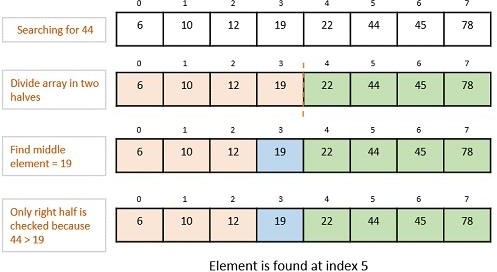 0 1 2 3 4 5 6 7
Searching for 44
6 10 12 19 22 44 45 78
0 1 2 3 4 5 6 7
Divide array in two
halves
6 10 12 19 22 44 45 78
0 1 2 3 4 5 6 7
Find middle
element = 19
6 10 12 19 22 44 45 78
0 1 2 3 4 5 6 7
Only right half is
checked because
44 > 19
6 10 12 19 22 44 45 78
Element is found at index 5